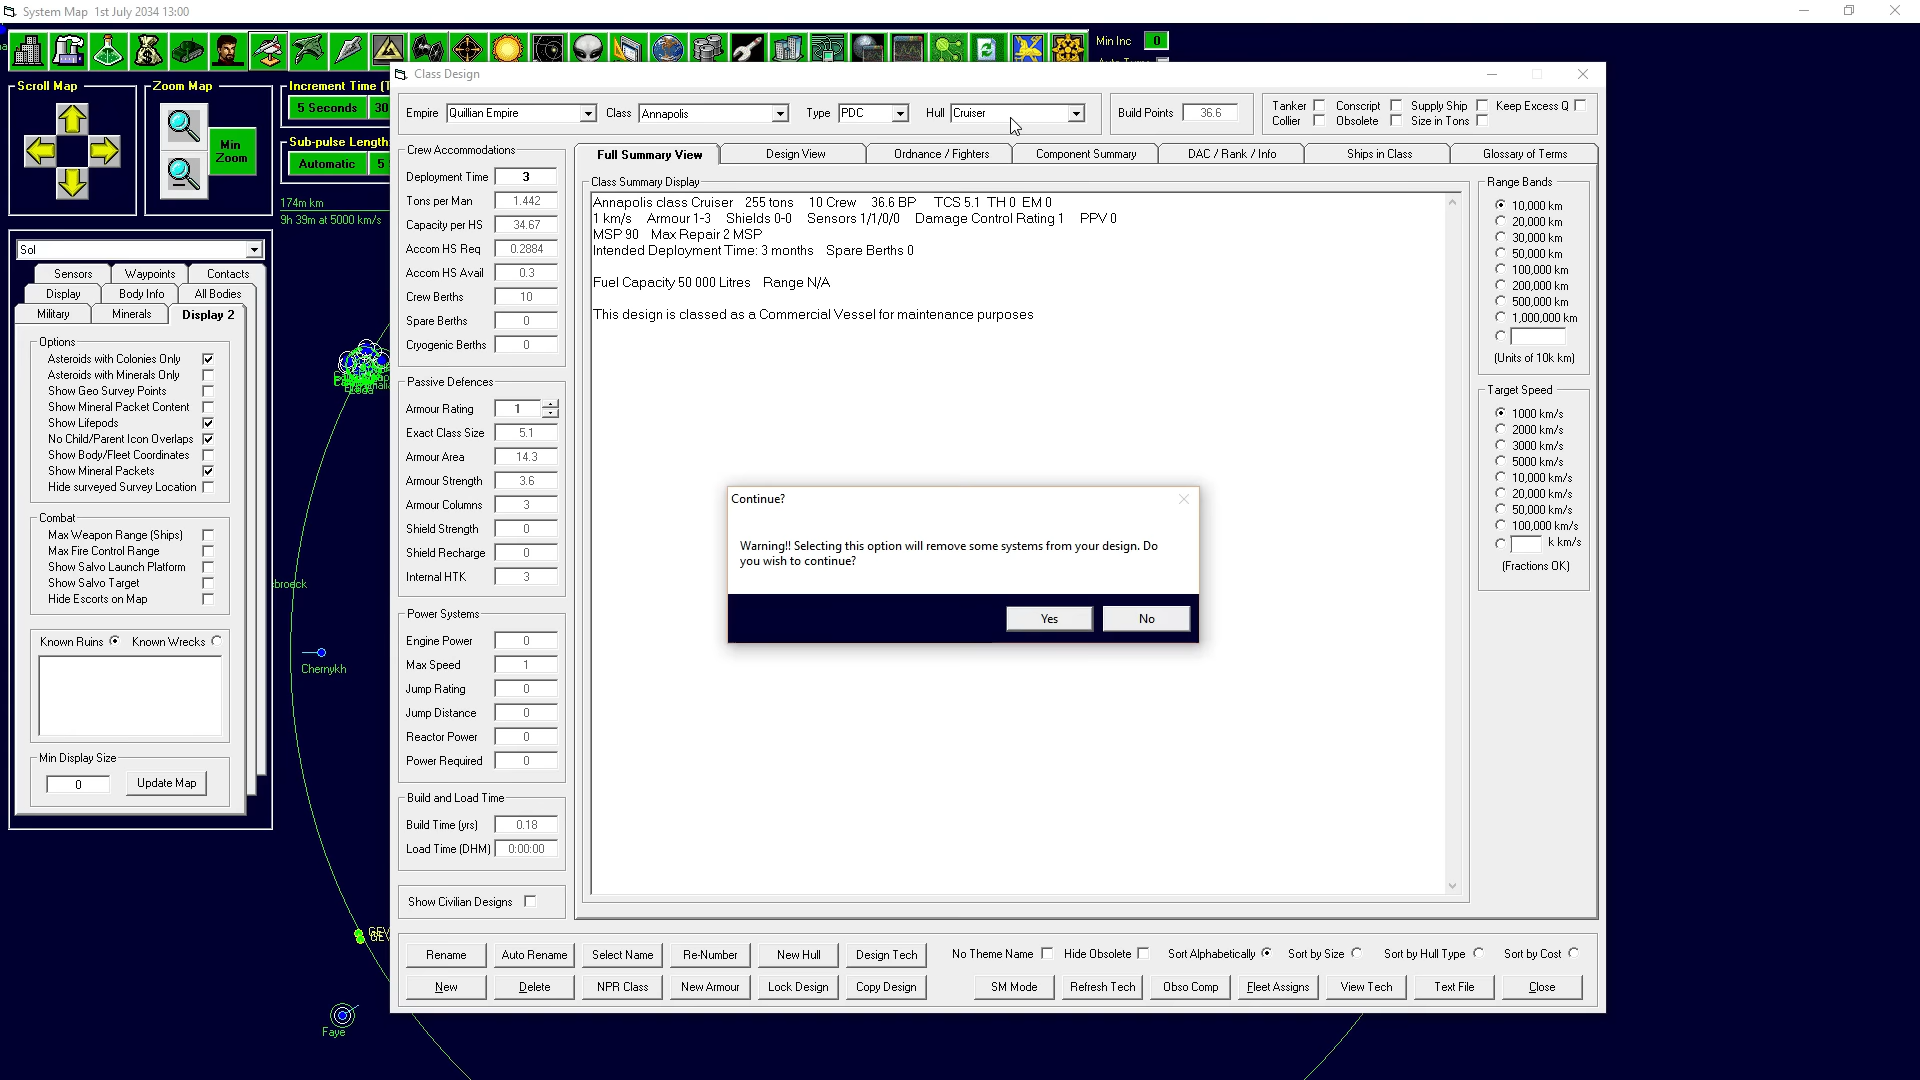 System Map 1st July 2034 13:00
Min Inc 0
Scroll Map
Zoom Map
Min Zoom
5 Seconds 30
Sub-pulse Length
Automatic 5
174m km
9h 39m at 5000 km/s
Sol
Sensors Waypoints Contacts
Display Body Info All Bodies
Military Minerals Display 2
Options
Asteroids with Colonies Only
Asteroids with Minerals Only
Show Geo Survey Points
Show Mineral Packet Content
Show Lifepods
No Child/Parent Icon Overlaps
Show Body/Fleet Coordinates
Show Mineral Packets
Hide surveyed Survey Location
Combat
Max Weapon Range (Ships)
Max Fire Control Range
Show Salvo Launch Platform
Show Salvo Target
Hide Escorts on Map
Known Ruins Known Wrecks
Min Display Size
0 Update Map
broeck
Chernykh
Faye
Class Design
Empire Quillian Empire Class Annapolis Type PDC Hull Cruiser
Build Points 36.6
Tanker Conscript Supply Ship Keep Excess Q
Collier Obsolete Size in Tons
Crew Accommodations
Deployment Time 3
Tons per Man 1.442
Capacity per HS 34.67
Accom HS Req 0.2884
Accom HS Avail 0.3
Crew Berths 10
Spare Berths 0
Cryogenic Berths 0
Passive Defences
Armour Rating 1
Exact Class Size 5.1
Armour Area 14.3
Armour Strength 3.6
Armour Columns 3
Shield Strength 0
Shield Recharge 0
Internal HTK 3
Power Systems
Engine Power 0
Max Speed 1
Jump Rating 0
Jump Distance 0
Reactor Power 0
Power Required 0
Build and Load Time
Build Time (yrs) 0.18
Load Time (DHM) 0:00:00
Show Civilian Designs
Full Summary View Design View Ordnance / Fighters Component Summary DAC / Rank / Info Ships in Class Glossary of Terms
Class Summary Display
Annapolis class Cruiser 255 tons 10 Crew 36.6 BP TCS 5.1 TH 0 EM 0
1 km/s Armour 1-3 Shields 0-0 Sensors 1/1/0/0 Damage Control Rating 1 PPV 0
MSP 90 Max Repair 2 MSP
Intended Deployment Time: 3 months Spare Berths 0
Fuel Capacity 50 000 Litres Range N/A
This design is classed as a Commercial Vessel for maintenance purposes
Continue?
Warning!! Selecting this option will remove some systems from your design. Do
you wish to continue?
Yes No
Range Bands
10,000 km
20,000 km
30,000 km
50,000 km
100,000 km
200,000 km
500,000 km
1,000,000 km
(Units of 10k km)
Target Speed
1000 km/s
2000 km/s
3000 km/s
5000 km/s
10,000 km/s
20,000 km/s
50,000 km/s
100,000 km/s
k km/s
(Fractions OK)
Rename Auto Rename Select Name Re-Number New Hull Design Tech
No Theme Name Hide Obsolete Sort Alphabetically Sort by Size Sort by Hull Type Sort by Cost
New Delete NPR Class New Armour Lock Design Copy Design
SM Mode Refresh Tech Obso Comp Fleet Assigns View Tech Text File Close